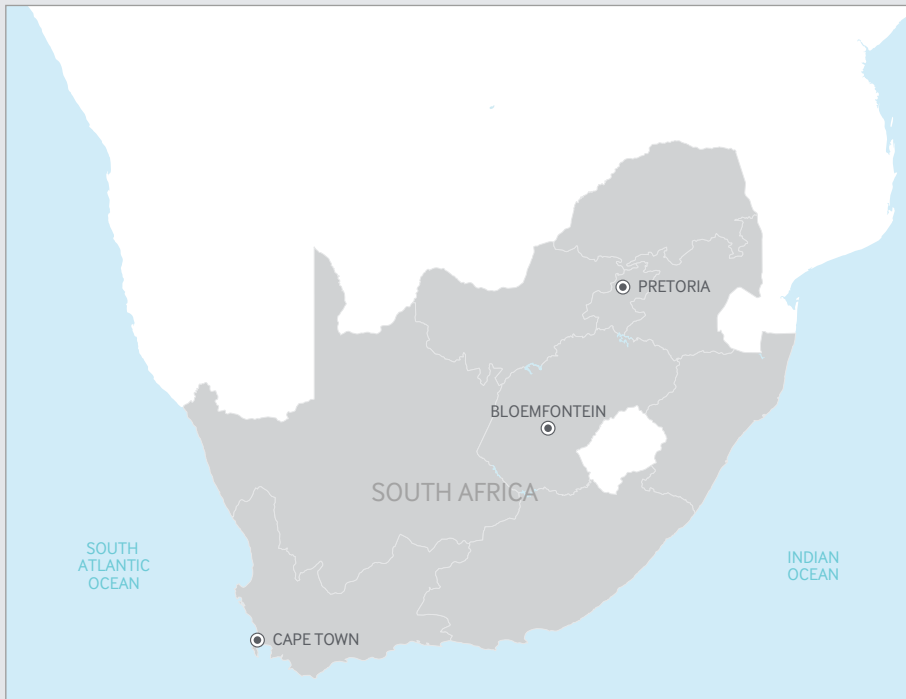 PRETORIA
BLOEMFONTEIN
SOUTH AFRICA
SOUTH
ATLANTIC
OCEAN
INDIAN
OCEAN
CAPE TOWN